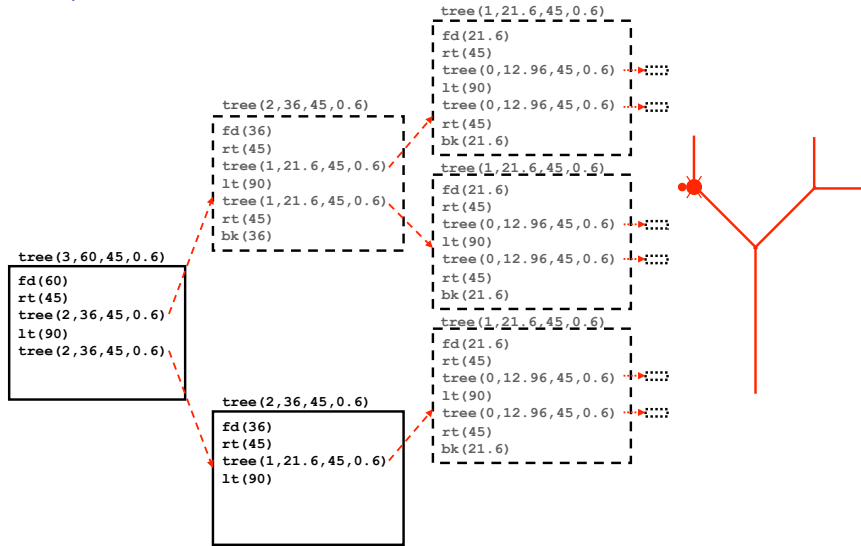 tree(3,60,45,0.6)
fd(60)
rt(45)
tree(2,36,45,0.6)
lt(90)
tree(2,36,45,0.6)
tree(2,36,45,0.6)
fd(36)
rt(45)
tree(1,21.6,45,0.6)
lt(90)
tree(1,21.6,45,0.6)
rt(45)
bk(36)
tree(2,36,45,0.6)
fd(36)
rt(45)
tree(1,21.6,45,0.6)
lt(90)
tree(1,21.6,45,0.6)
fd(21.6)
rt(45)
tree(0,12.96,45,0.6)
lt(90)
tree(0,12.96,45,0.6)
rt(45)
bk(21.6)
tree(1,21.6,45,0.6)
fd(21.6)
rt(45)
tree(0,12.96,45,0.6)
lt(90)
tree(0,12.96,45,0.6)
rt(45)
bk(21.6)
tree(1,21.6,45,0.6)
fd(21.6)
rt(45)
tree(0,12.96,45,0.6)
lt(90)
tree(0,12.96,45,0.6)
rt(45)
bk(21.6)